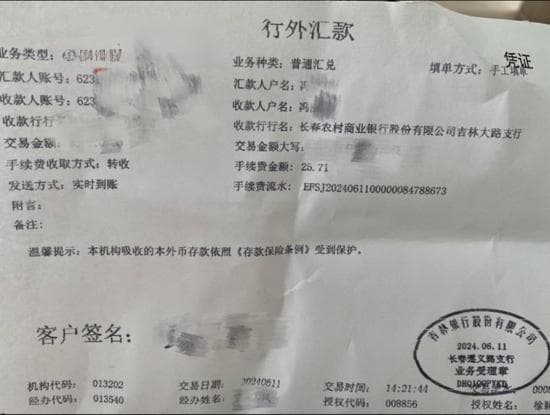 行外汇款
凭证
业务类型：
业务种类：普通汇兑
填单方式：手工填单
汇款人账号：623
汇款人户名：冯
收款人账号：623
收款人户名：冯
收款行行
收款行行名：长春农村商业银行股份有限公司吉林大路支行
交易金额：
交易金额大写：
手续费收取方式：转收
手续费金额：25.71
发送方式：实时到账
手续费流水：EFSJ2024061100000084788673
附言：
备注：
温馨提示：本机构吸收的本外币存款依照《存款保险条例》受到保护。
客户签名：
吉林银行股份有限公司
2024.06.11
长春遵义路支行
业务受理章
机构代码：013202
交易日期：20240611
交易时间：14:21:44
交易
000
经办代码：013540
经办姓名：
授权代码：008856
授权姓名：徐